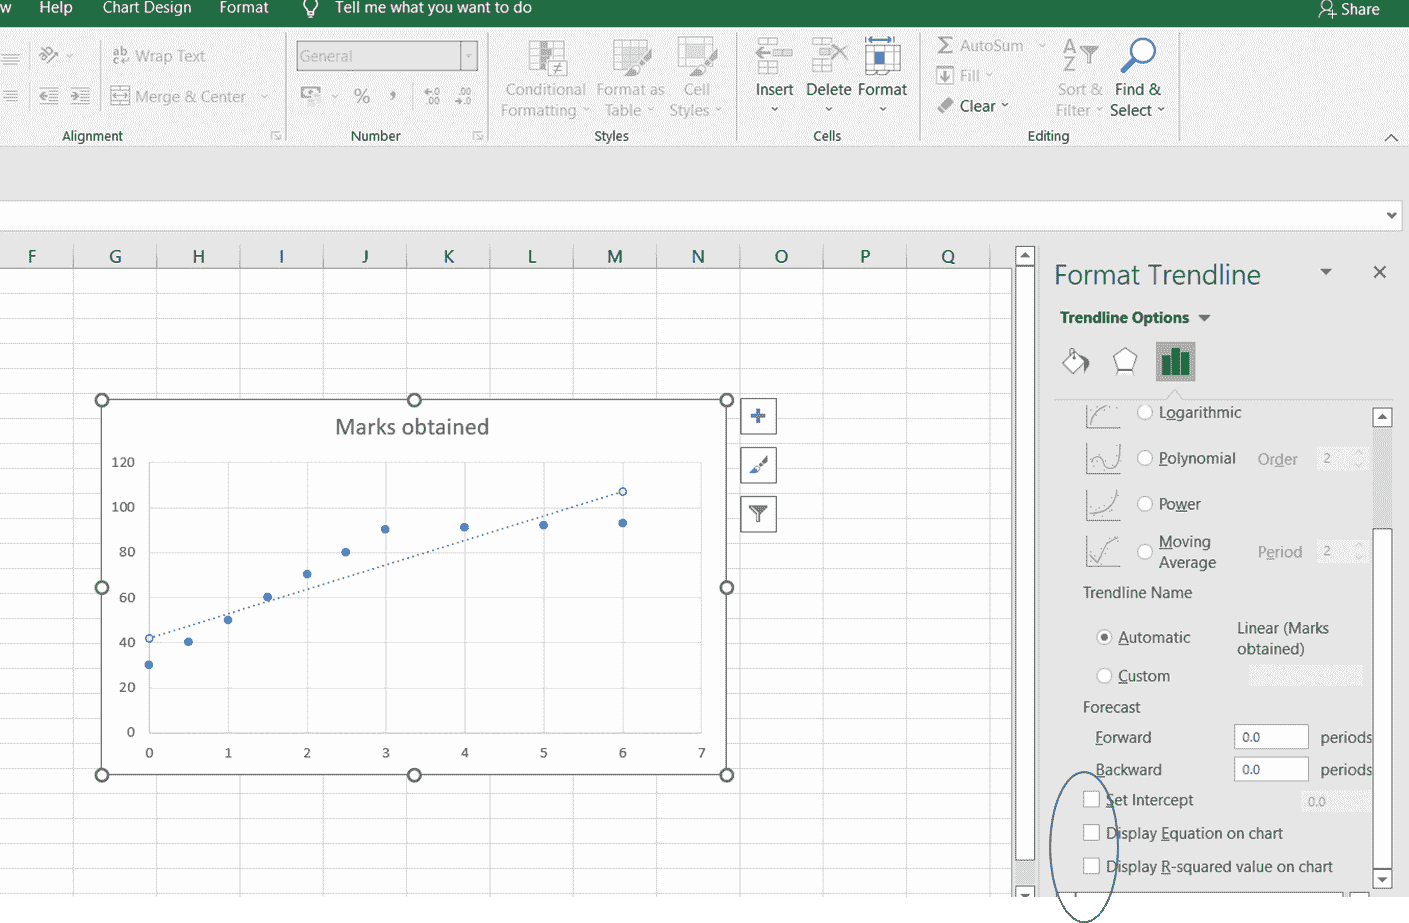 w Help Chart Design Format Tell me what you want to do Share
ab Wrap Text General AutoSum
Merge & Center % , Conditional Formatting Format as Table Cell Styles Insert Delete Format Fill Sort & Filter Find & Select
Clear
Alignment Number Styles Cells Editing
F G H I J K L M N O P Q
Format Trendline
Trendline Options
Logarithmic
Polynomial Order 2
Power
Moving Average Period 2
Trendline Name
Automatic Linear (Marks obtained)
Custom
Forecast
Forward 0.0 periods
Backward 0.0 periods
Set Intercept 0.0
Display Equation on chart
Display R-squared value on chart
Marks obtained
120
100
80
60
40
20
0
0 1 2 3 4 5 6 7